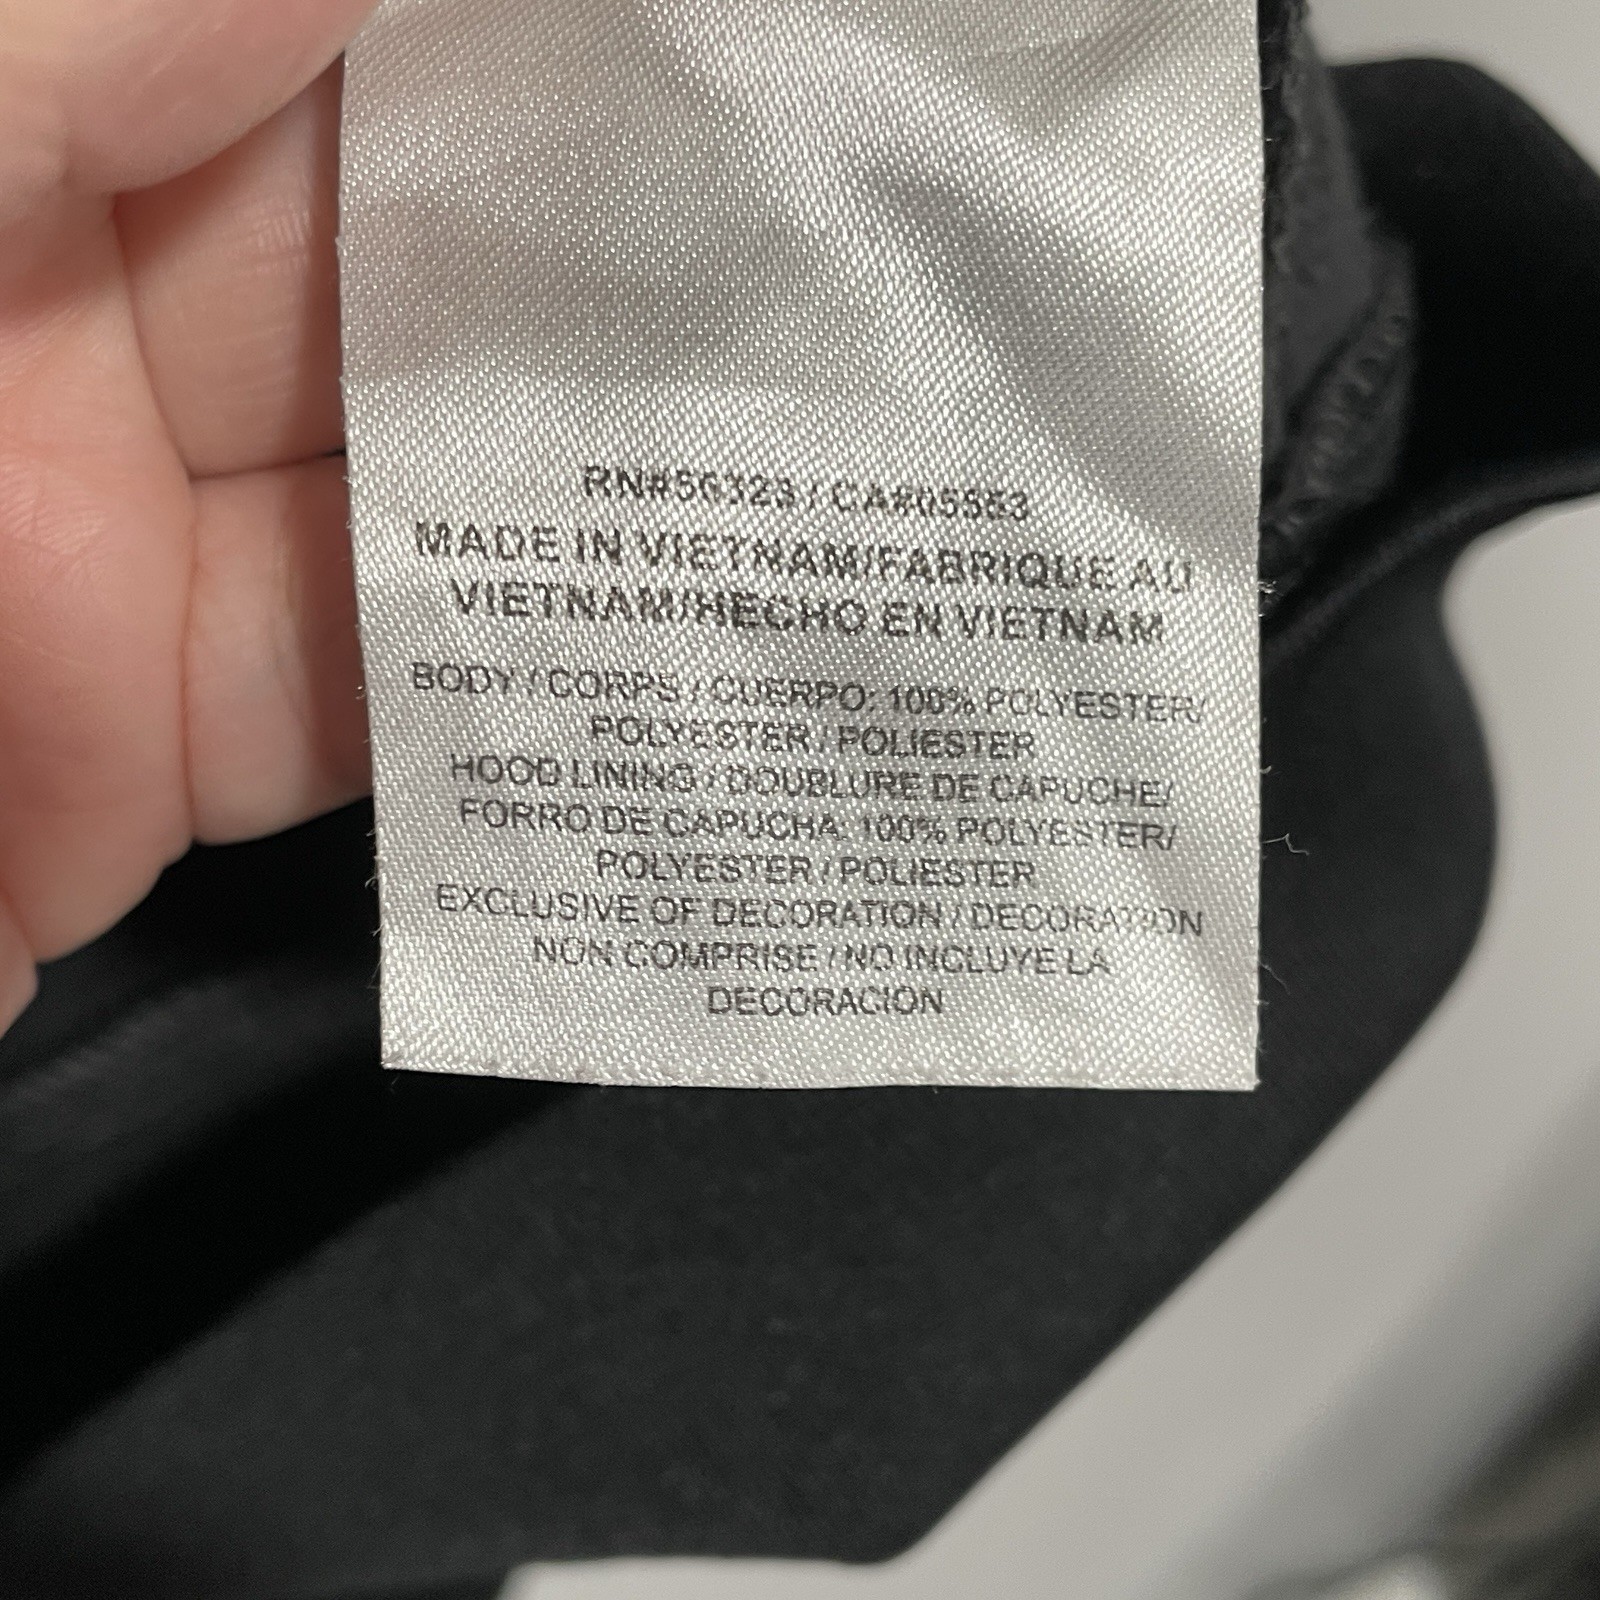 RN#56323 / CA#05553
MADE IN VIETNAM/FABRIQUE AU
VIETNAM/HECHO EN VIETNAM
BODY / CORPS / CUERPO: 100% POLYESTER/
POLYESTER / POLIESTER
HOOD LINING / DOUBLURE DE CAPUCHE/
FORRO DE CAPUCHA: 100% POLYESTER/
POLYESTER / POLIESTER
EXCLUSIVE OF DECORATION / DECORATION
NON COMPRISE / NO INCLUYE LA
DECORACION